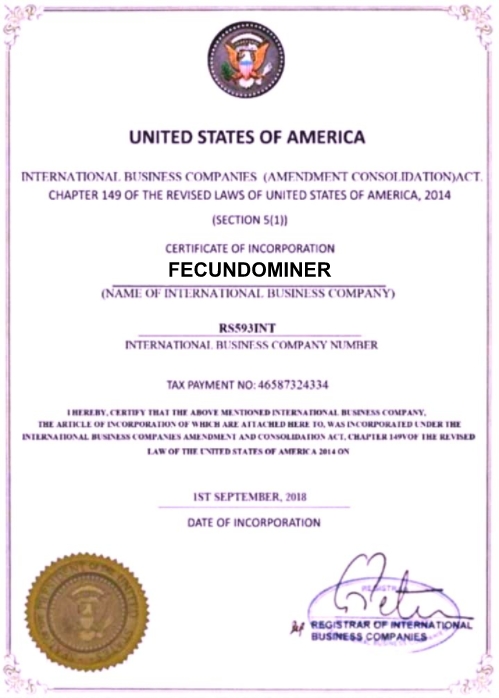 UNITED STATES OF AMERICA
INTERNATIONAL BUSINESS COMPANIES (AMENDMENT CONSOLIDATION)ACT.
CHAPTER 149 OF THE REVISED LAWS OF UNITED STATES OF AMERICA, 2014
(SECTION 5(1))
CERTIFICATE OF INCORPORATION
FECUNDOMINER
(NAME OF INTERNATIONAL BUSINESS COMPANY)
RS593INT
INTERNATIONAL BUSINESS COMPANY NUMBER
TAX PAYMENT NO: 46587324334
I HEREBY, CERTIFY THAT THE ABOVE MENTIONED INTERNATIONAL BUSINESS COMPANY,
THE ARTICLE OF INCORPORATION OF WHICH ARE ATTACHED HERE TO, WAS INCORPORATED UNDER THE
INTERNATIONAL BUSINESS COMPANIES AMENDMENT AND CONSOLIDATION ACT, CHAPTER 149VOF THE REVISED
LAW OF THE UNITED STATES OF AMERICA 2014 ON
1ST SEPTEMBER, 2018
DATE OF INCORPORATION
REGISTRAR OF INTERNATIONAL
BUSINESS COMPANIES